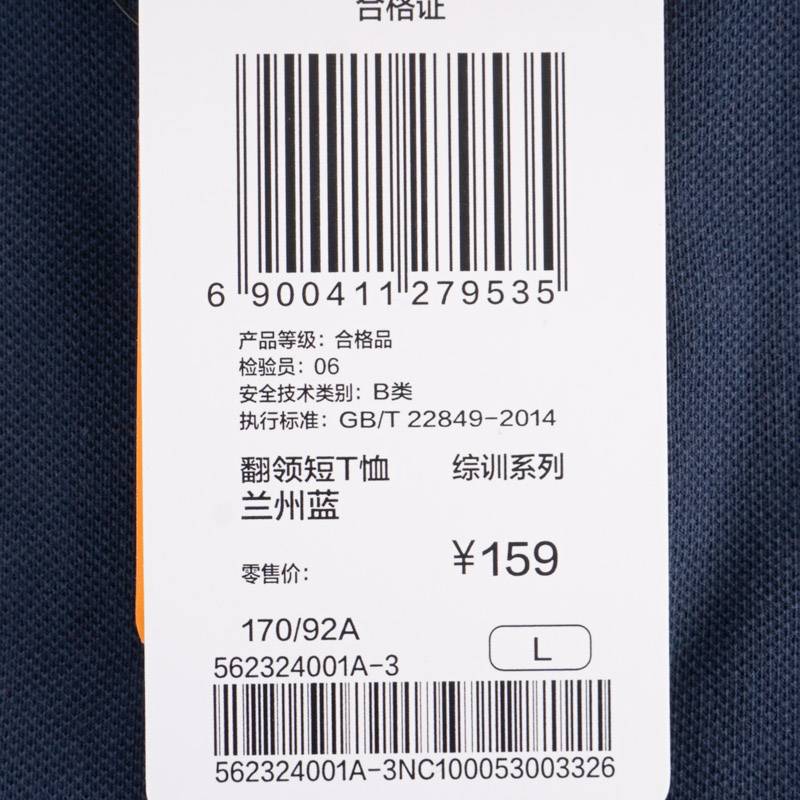 合格证
6 900411 279535
产品等级：合格品
检验员：06
安全技术类别：B类
执行标准：GB/T 22849-2014
翻领短T恤 综训系列
兰州蓝
零售价： ¥159
170/92A L
562324001A-3
562324001A-3NC100053003326